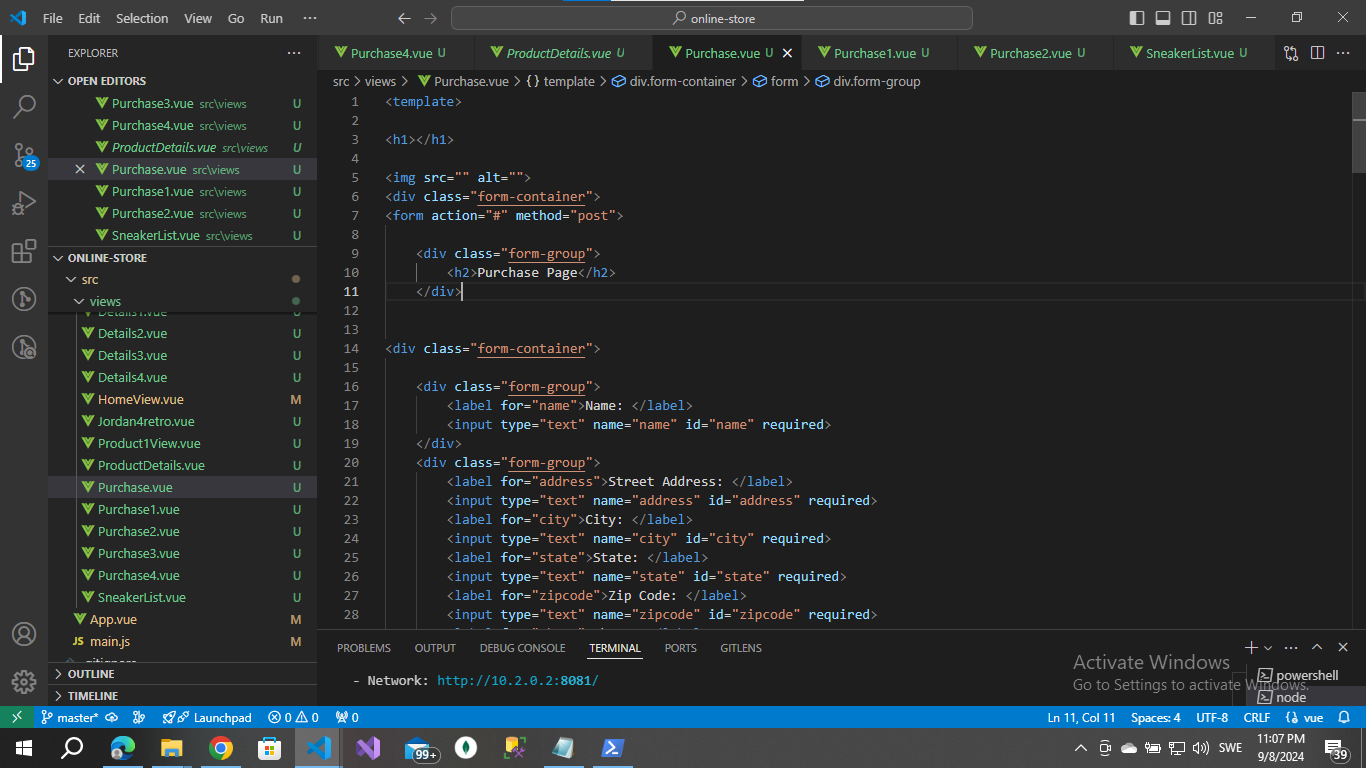 File Edit Selection View Go Run ··· online-store
EXPLORER ···
OPEN EDITORS
Purchase3.vue src\views U
Purchase4.vue src\views U
ProductDetails.vue src\views U
Purchase.vue src\views U
Purchase1.vue src\views U
Purchase2.vue src\views U
SneakerList.vue src\views U
ONLINE-STORE
src
views
Details1.vue U
Details2.vue U
Details3.vue U
Details4.vue U
HomeView.vue M
Jordan4retro.vue U
Product1View.vue U
ProductDetails.vue U
Purchase.vue U
Purchase1.vue U
Purchase2.vue U
Purchase3.vue U
Purchase4.vue U
SneakerList.vue U
App.vue M
JS main.js M
.gitignore
OUTLINE
TIMELINE
25
Purchase4.vue U ProductDetails.vue U Purchase.vue U Purchase1.vue U Purchase2.vue U SneakerList.vue U ···
src > views > Purchase.vue > {} template > div.form-container > form > div.form-group
1 <template>
2
3 <h1></h1>
4
5 <img src="" alt="">
6 <div class="form-container">
7 <form action="#" method="post">
8
9 <div class="form-group">
10 <h2>Purchase Page</h2>
11 </div>
12
13
14 <div class="form-container">
15
16 <div class="form-group">
17 <label for="name">Name: </label>
18 <input type="text" name="name" id="name" required>
19 </div>
20 <div class="form-group">
21 <label for="address">Street Address: </label>
22 <input type="text" name="address" id="address" required>
23 <label for="city">City: </label>
24 <input type="text" name="city" id="city" required>
25 <label for="state">State: </label>
26 <input type="text" name="state" id="state" required>
27 <label for="zipcode">Zip Code: </label>
28 <input type="text" name="zipcode" id="zipcode" required>
PROBLEMS OUTPUT DEBUG CONSOLE TERMINAL PORTS GITLENS ···
- Network: http://10.2.0.2:8081/
powershell
node
Activate Windows
Go to Settings to activate Windows.
master* Launchpad 0 0 0 Ln 11, Col 11 Spaces: 4 UTF-8 CRLF {} vue
99+ SWE 11:07 PM
9/8/2024
39